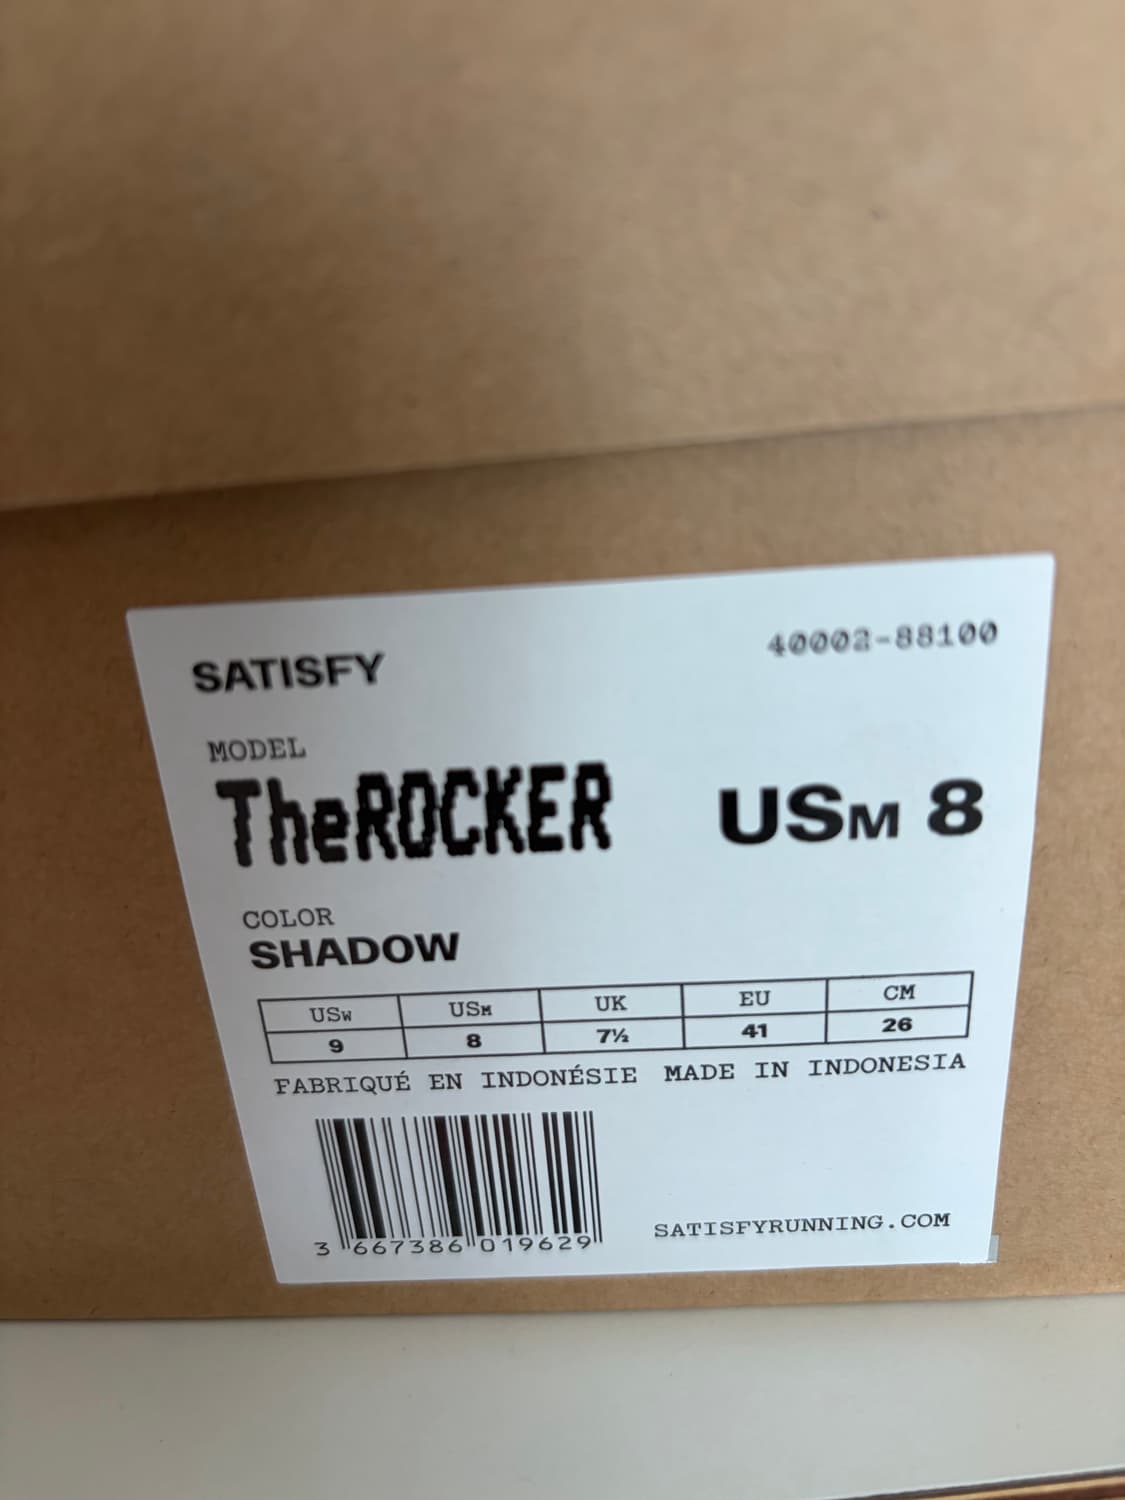 SATISFY
40002-88100
MODEL
TheROCKER
USM 8
COLOR
SHADOW
USW USM UK EU CM
9 8 7½ 41 26
FABRIQUÉ EN INDONÉSIE MADE IN INDONESIA
3 667386 019629
SATISFYRUNNING.COM